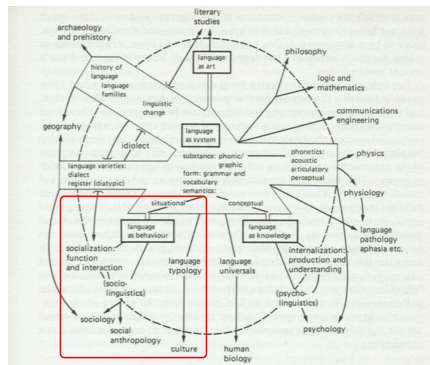 literary
studies
archaeology
and prehistory
language
as art
philosophy
history of
language
language
families
logic and
mathematics
linguistic
change
communications
engineering
geography
language
as system
idiolect
substance: phonic/
graphic
phonetics:
acoustic
articulatory
perceptual
physics
form: grammar and
vocabulary
semantics:
language varieties:
dialect
register (diatypic)
physiology
situational
conceptual
language
as behaviour
language
as knowledge
language
pathology
aphasia etc.
socialization:
function
and interaction
internalization:
production and
understanding
language
typology
language
universals
(socio-
linguistics)
(psycho-
linguistics)
sociology
social
anthropology
psychology
culture
human
biology